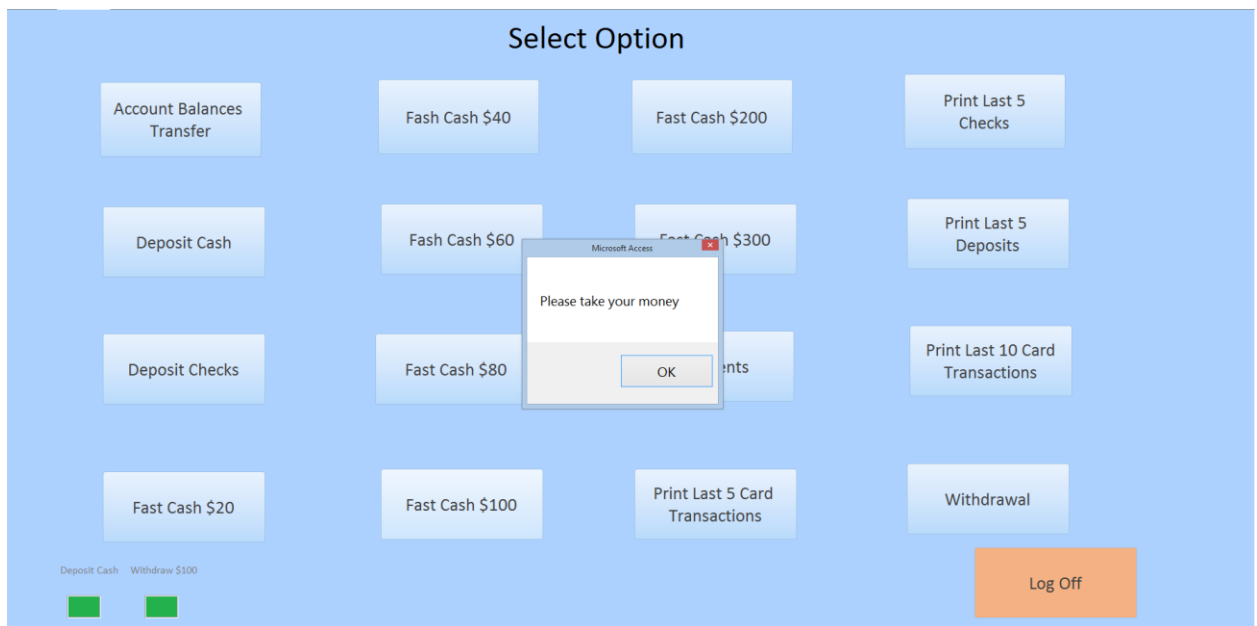 Select Option
Account Balances
Transfer
Fash Cash $40
Fast Cash $200
Print Last 5
Checks
Deposit Cash
Fash Cash $60
$300
Print Last 5
Deposits
Microsoft Access
Please take your money
OK
Deposit Checks
Fast Cash $80
Print Last 10 Card
Transactions
Fast Cash $20
Fast Cash $100
Print Last 5 Card
Transactions
Withdrawal
Deposit Cash
Withdraw $100
Log Off